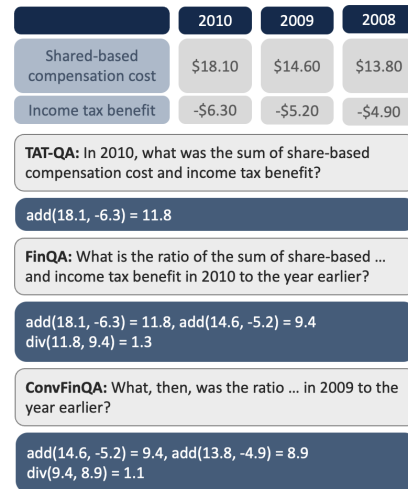 2010 2009 2008
Shared-based
compensation cost
$18.10 $14.60 $13.80
Income tax benefit -$6.30 -$5.20 -$4.90
TAT-QA: In 2010, what was the sum of share-based
compensation cost and income tax benefit?
add(18.1, -6.3) = 11.8
FinQA: What is the ratio of the sum of share-based ...
and income tax benefit in 2010 to the year earlier?
add(18.1, -6.3) = 11.8, add(14.6, -5.2) = 9.4
div(11.8, 9.4) = 1.3
ConvFinQA: What, then, was the ratio ... in 2009 to the
year earlier?
add(14.6, -5.2) = 9.4, add(13.8, -4.9) = 8.9
div(9.4, 8.9) = 1.1